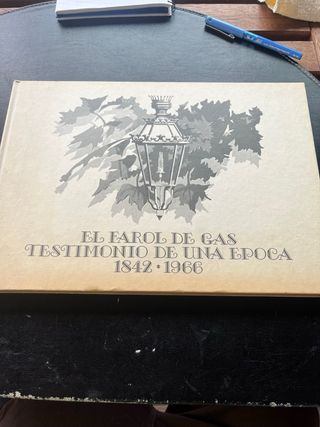 EL FAROL DE GAS
TESTIMONIO DE UNA EPOCA
1842 · 1966